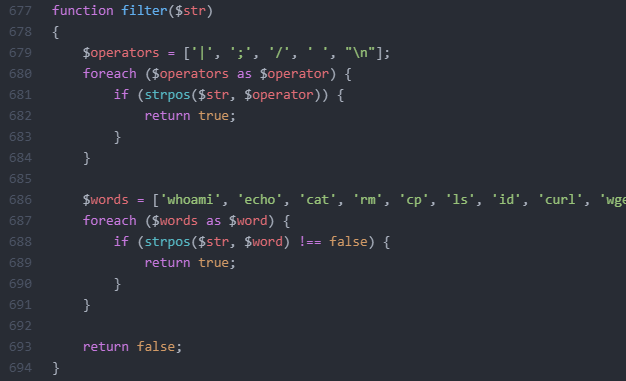 677 function filter($str)
678 {
679 $operators = ['|', ';', '/', ' ', "\n"];
680 foreach ($operators as $operator) {
681 if (strpos($str, $operator)) {
682 return true;
683 }
684 }
685
686 $words = ['whoami', 'echo', 'cat', 'rm', 'cp', 'ls', 'id', 'curl', 'wge
687 foreach ($words as $word) {
688 if (strpos($str, $word) !== false) {
689 return true;
690 }
691 }
692
693 return false;
694 }